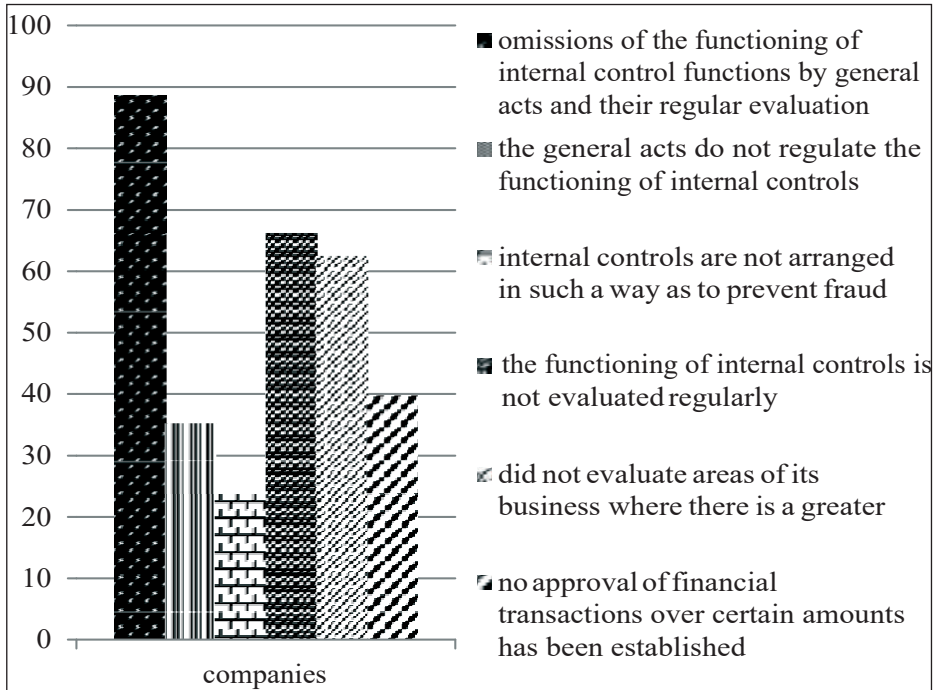 100
90
80
70
60
50
40
30
20
10
0
companies
omissions of the functioning of
internal control functions by general
acts and their regular evaluation
the general acts do not regulate the
functioning of internal controls
internal controls are not arranged
in such a way as to prevent fraud
the functioning of internal controls is
not evaluated regularly
did not evaluate areas of its
business where there is a greater
no approval of financial
transactions over certain amounts
has been established